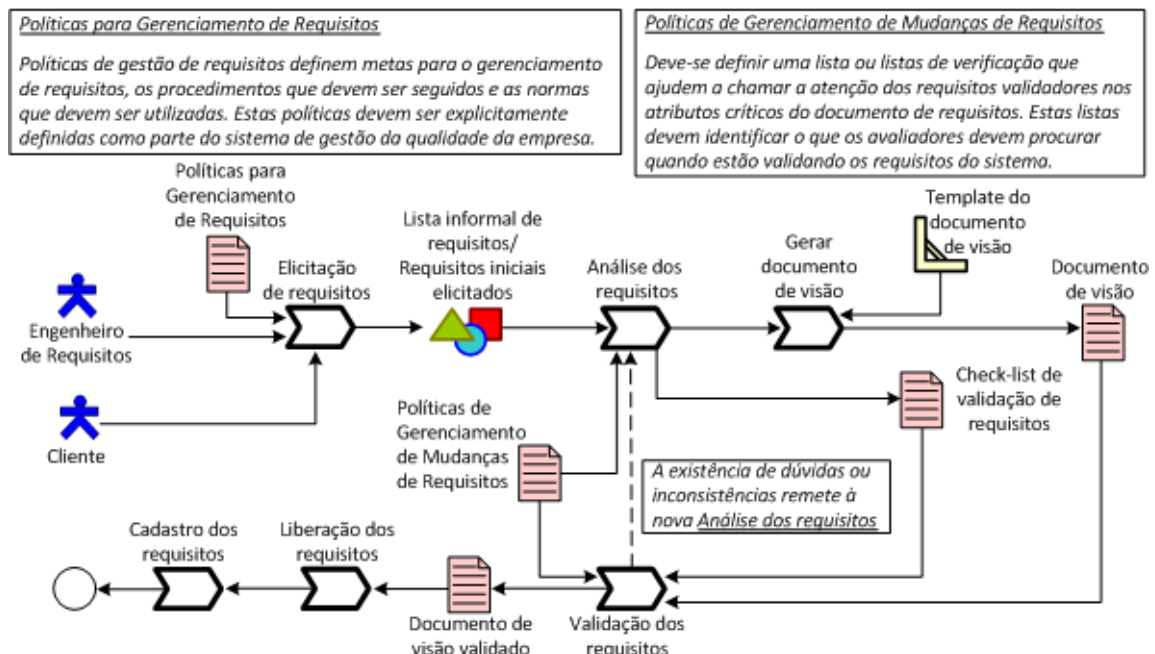 Políticas para Gerenciamento de Requisitos
Políticas de gestão de requisitos definem metas para o gerenciamento
de requisitos, os procedimentos que devem ser seguidos e as normas
que devem ser utilizadas. Estas políticas devem ser explicitamente
definidas como parte do sistema de gestão da qualidade da empresa.
Políticas de Gerenciamento de Mudanças de Requisitos
Deve-se definir uma lista ou listas de verificação que
ajudem a chamar a atenção dos requisitos validadores nos
atributos críticos do documento de requisitos. Estas listas
devem identificar o que os avaliadores devem procurar
quando estão validando os requisitos do sistema.
Políticas para
Gerenciamento
de Requisitos
Engenheiro
de Requisitos
Cliente
Elicitação
de requisitos
Lista informal de
requisitos/
Requisitos iniciais
elicitados
Análise dos
requisitos
Gerar
documento
de visão
Template do
documento
de visão
Documento
de visão
Check-list de
validação de
requisitos
Políticas de
Gerenciamento
de Mudanças
de Requisitos
A existência de dúvidas ou
inconsistências remete à
nova Análise dos requisitos
Cadastro dos
requisitos
Liberação dos
requisitos
Documento de
visão validado
Validação dos
requisitos